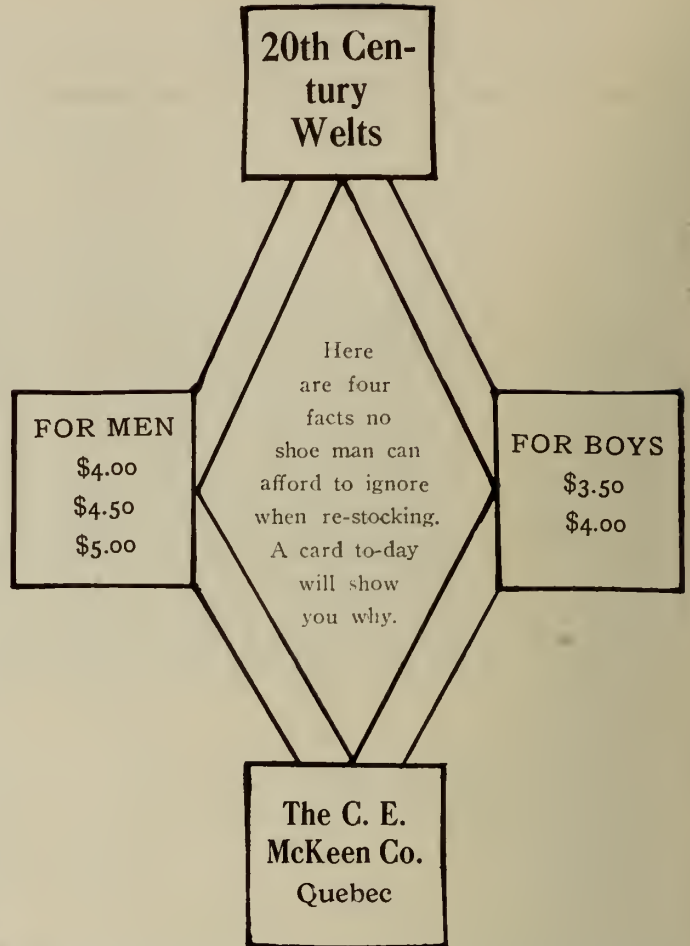 20th Cen-
tury
Welts
Here
are four
facts no
shoe man can
afford to ignore
when re-stocking.
A card to-day
will show
you why.
FOR MEN
$4.00
$4.50
$5.00
FOR BOYS
$3.50
$4.00
The C. E.
McKeen Co.
Quebec